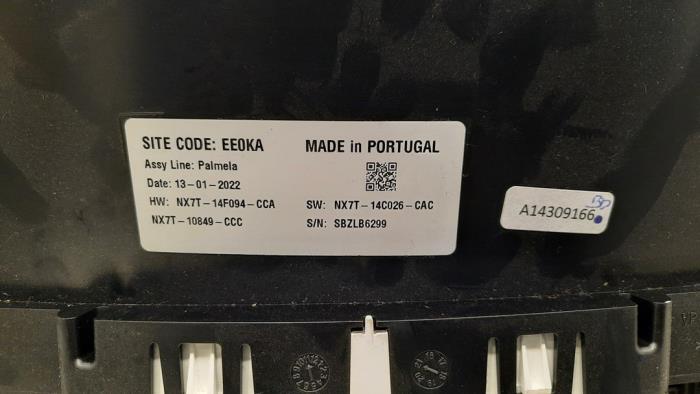 SITE CODE: EE0KA
MADE in PORTUGAL
Assy Line: Palmela
Date: 13-01-2022
HW: NX7T-14F094-CCA
SW: NX7T-14C026-CAC
NX7T-10849-CCC
S/N: SBZLB6299
A14309166